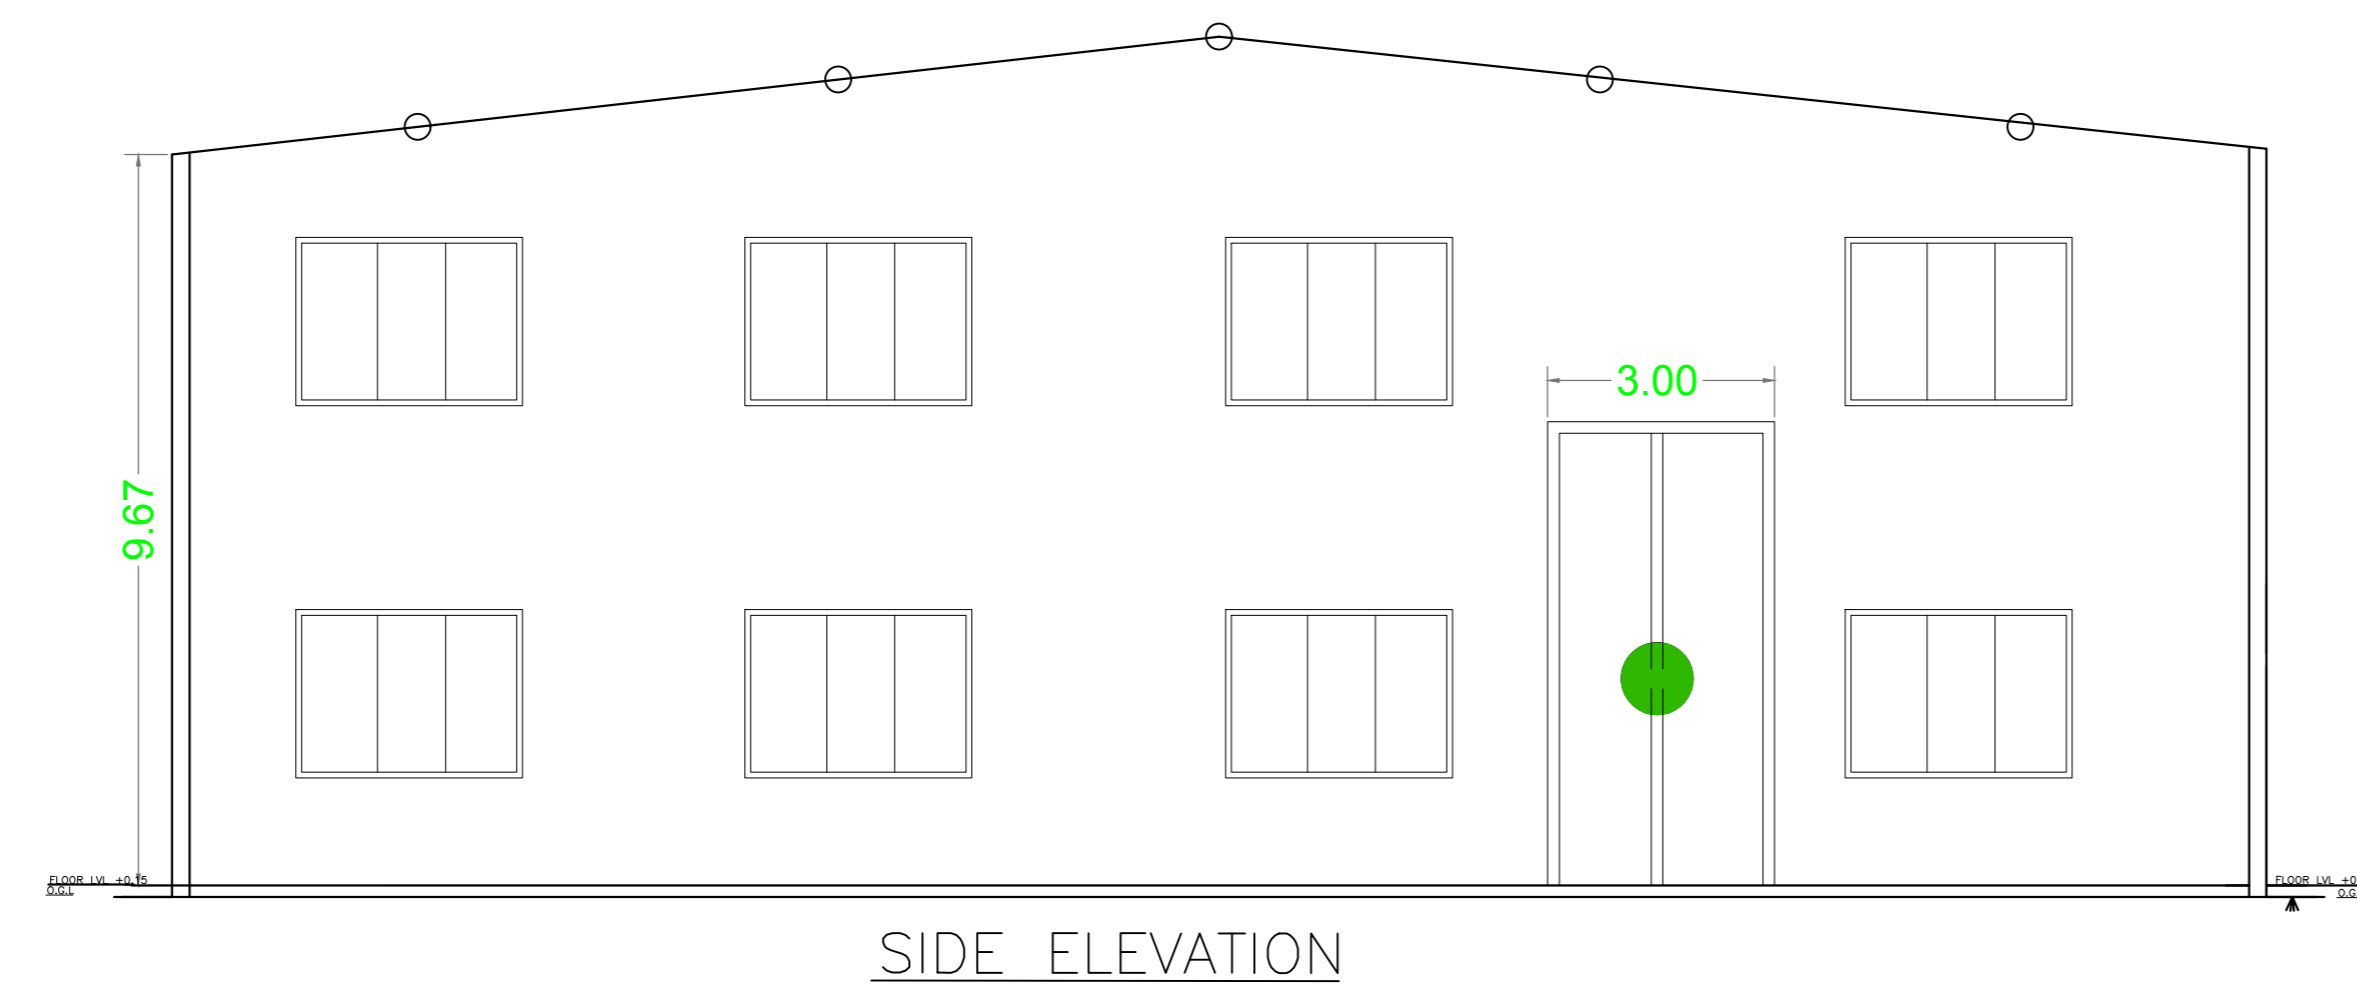 3.00
9.67
FLOOR LVL +0.15
O.G.L
FLOOR LVL +0
O.G
SIDE ELEVATION